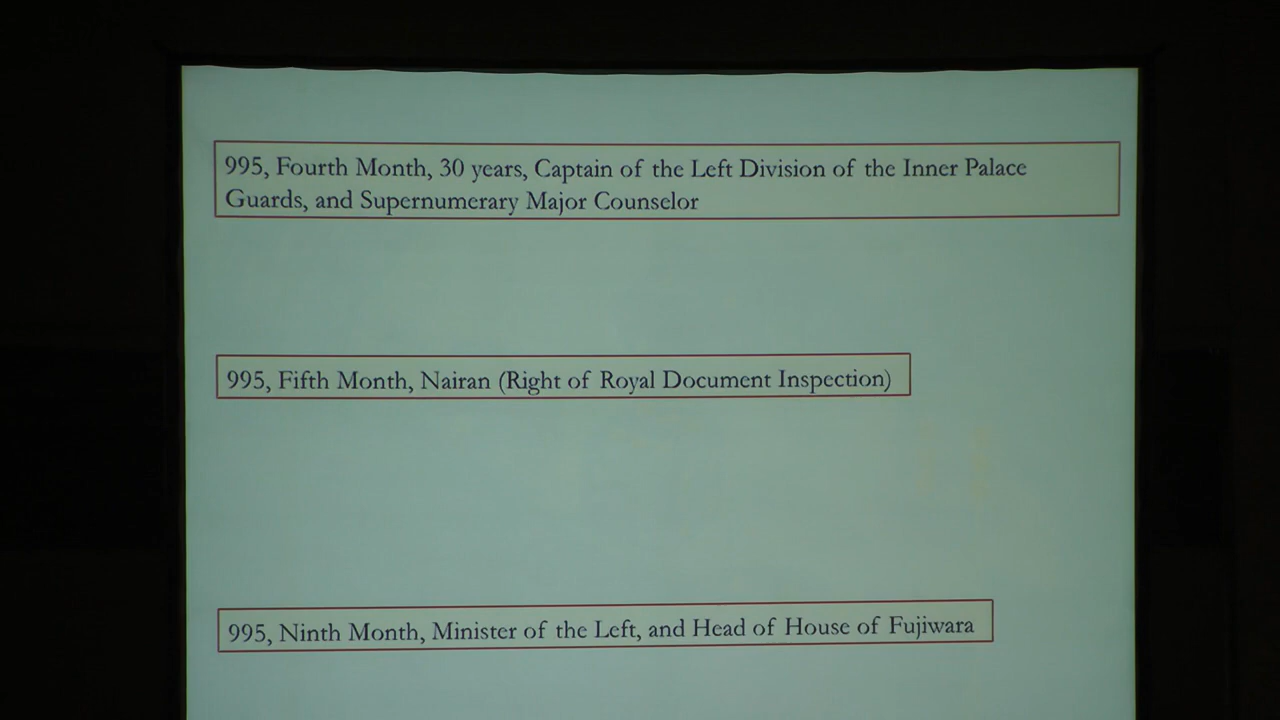 995, Fourth Month, 30 years, Captain of the Left Division of the Inner Palace
Guards, and Supernumerary Major Counselor
995, Fifth Month, Nairan (Right of Royal Document Inspection)
995, Ninth Month, Minister of the Left, and Head of House of Fujiwara